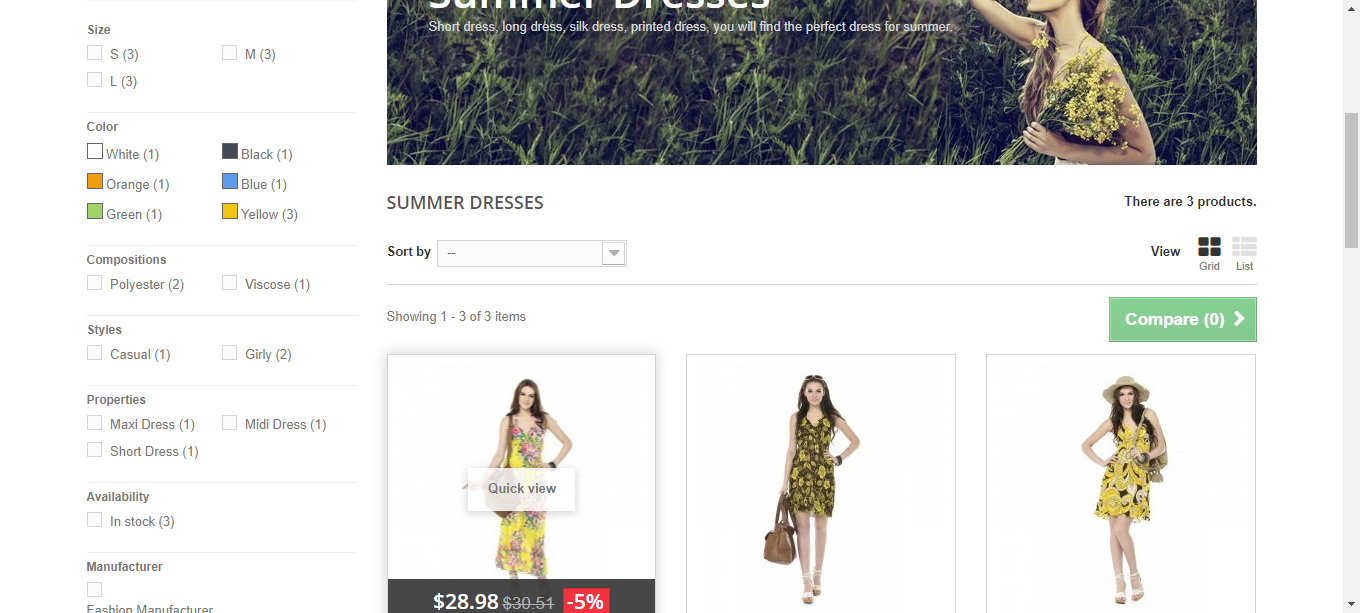 Summer Dresses
Short dress, long dress, silk dress, printed dress, you will find the perfect dress for summer.
Size
S (3)
M (3)
L (3)
Color
White (1)
Black (1)
Orange (1)
Blue (1)
Green (1)
Yellow (3)
Compositions
Polyester (2)
Viscose (1)
Styles
Casual (1)
Girly (2)
Properties
Maxi Dress (1)
Midi Dress (1)
Short Dress (1)
Availability
In stock (3)
Manufacturer
Fashion Manufacturer
SUMMER DRESSES
There are 3 products.
Sort by
--
View
Grid
List
Showing 1 - 3 of 3 items
Compare (0)
Quick view
$28.98 $30.51 -5%